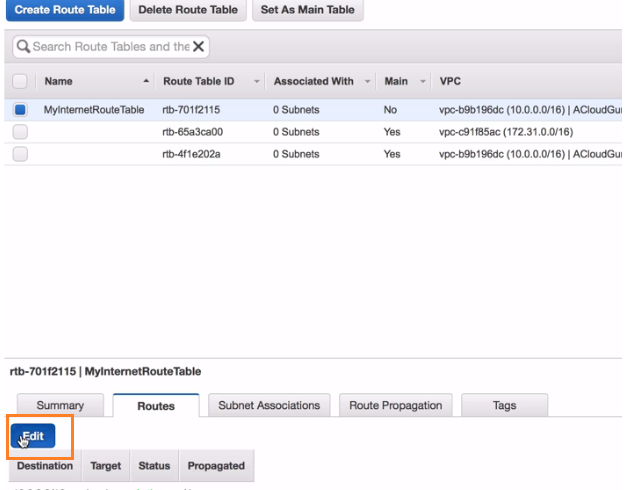 Create Route Table Delete Route Table Set As Main Table
Search Route Tables and the
Name Route Table ID Associated With Main VPC
MyInternetRouteTable rtb-701f2115 0 Subnets No vpc-b9b196dc (10.0.0.0/16) | ACloudGu
rtb-65a3ca00 0 Subnets Yes vpc-c91f85ac (172.31.0.0/16)
rtb-4f1e202a 0 Subnets Yes vpc-b9b196dc (10.0.0.0/16) | ACloudGu
rtb-701f2115 | MyInternetRouteTable
Summary Routes Subnet Associations Route Propagation Tags
Edit
Destination Target Status Propagated